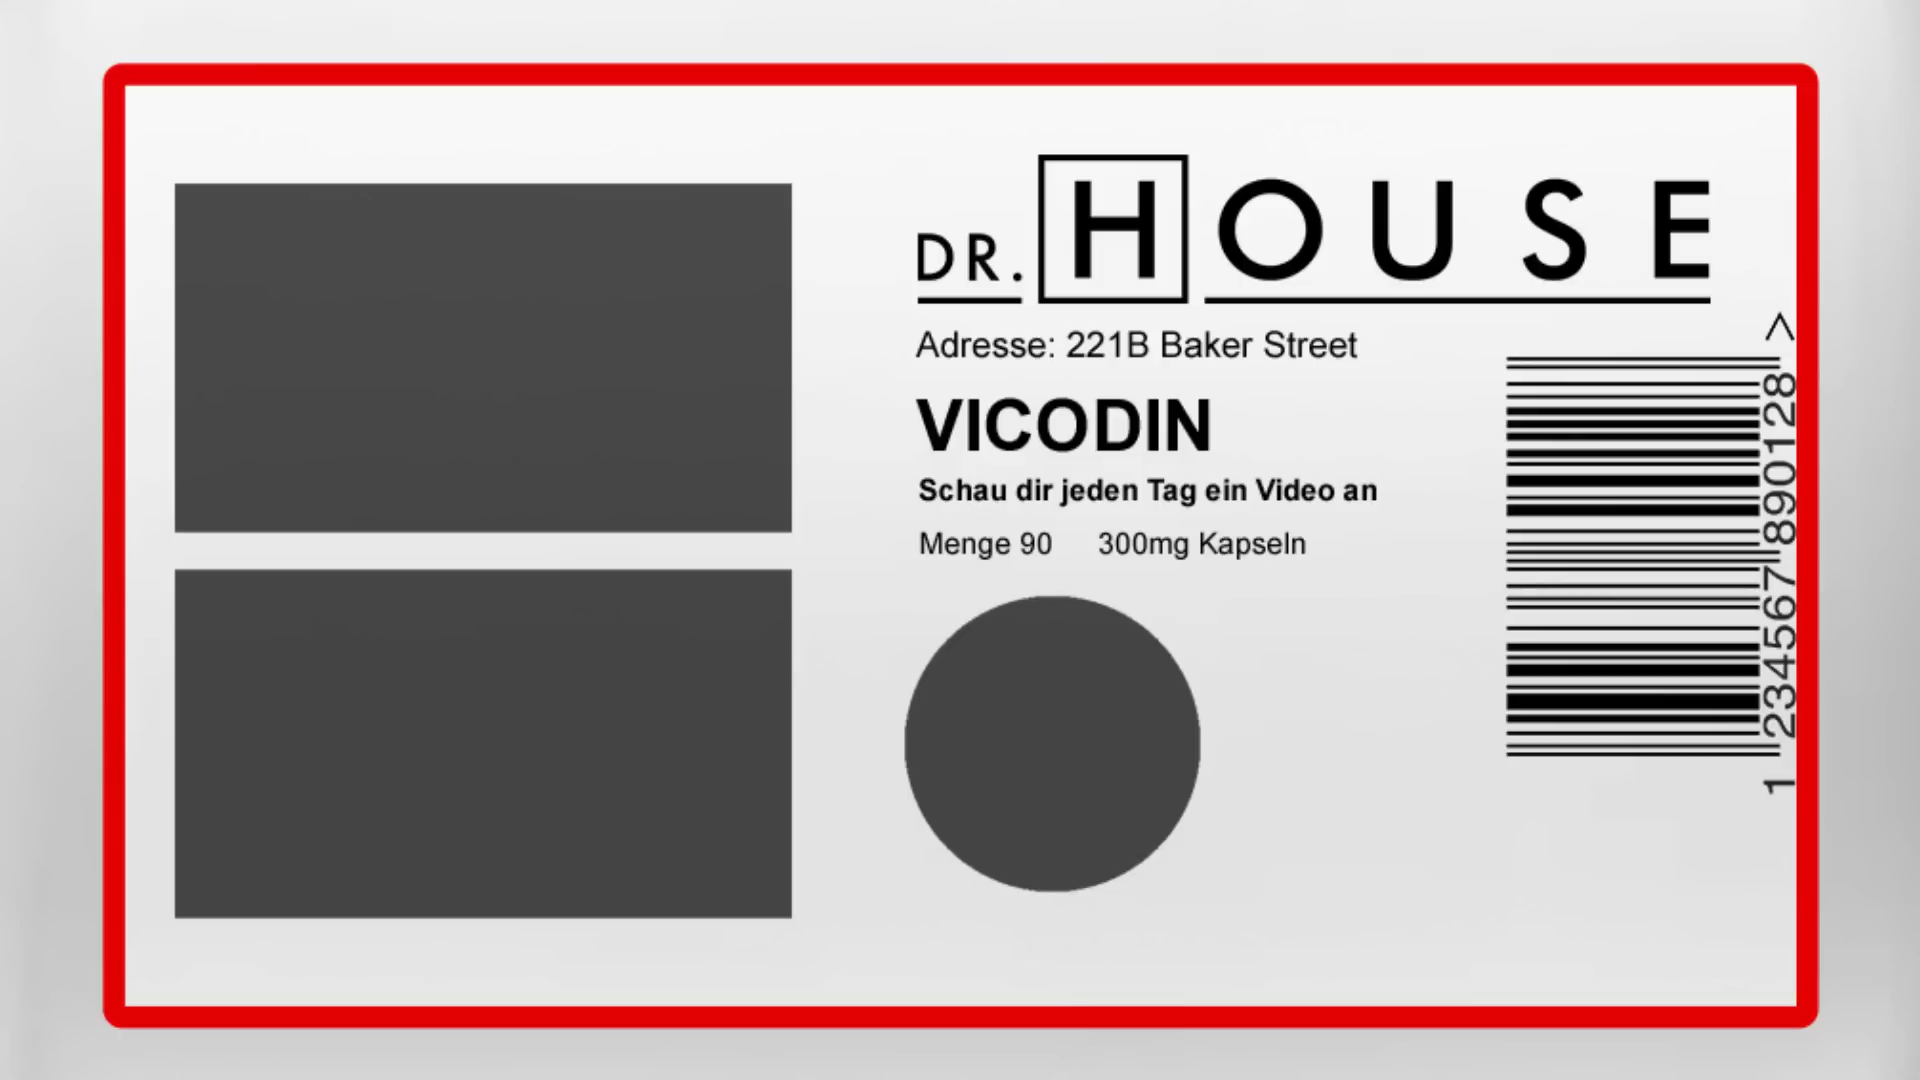 DR. HOUSE
Adresse: 221B Baker Street
VICODIN
Schau dir jeden Tag ein Video an
Menge 90 300mg Kapseln
1 234567 890128 >